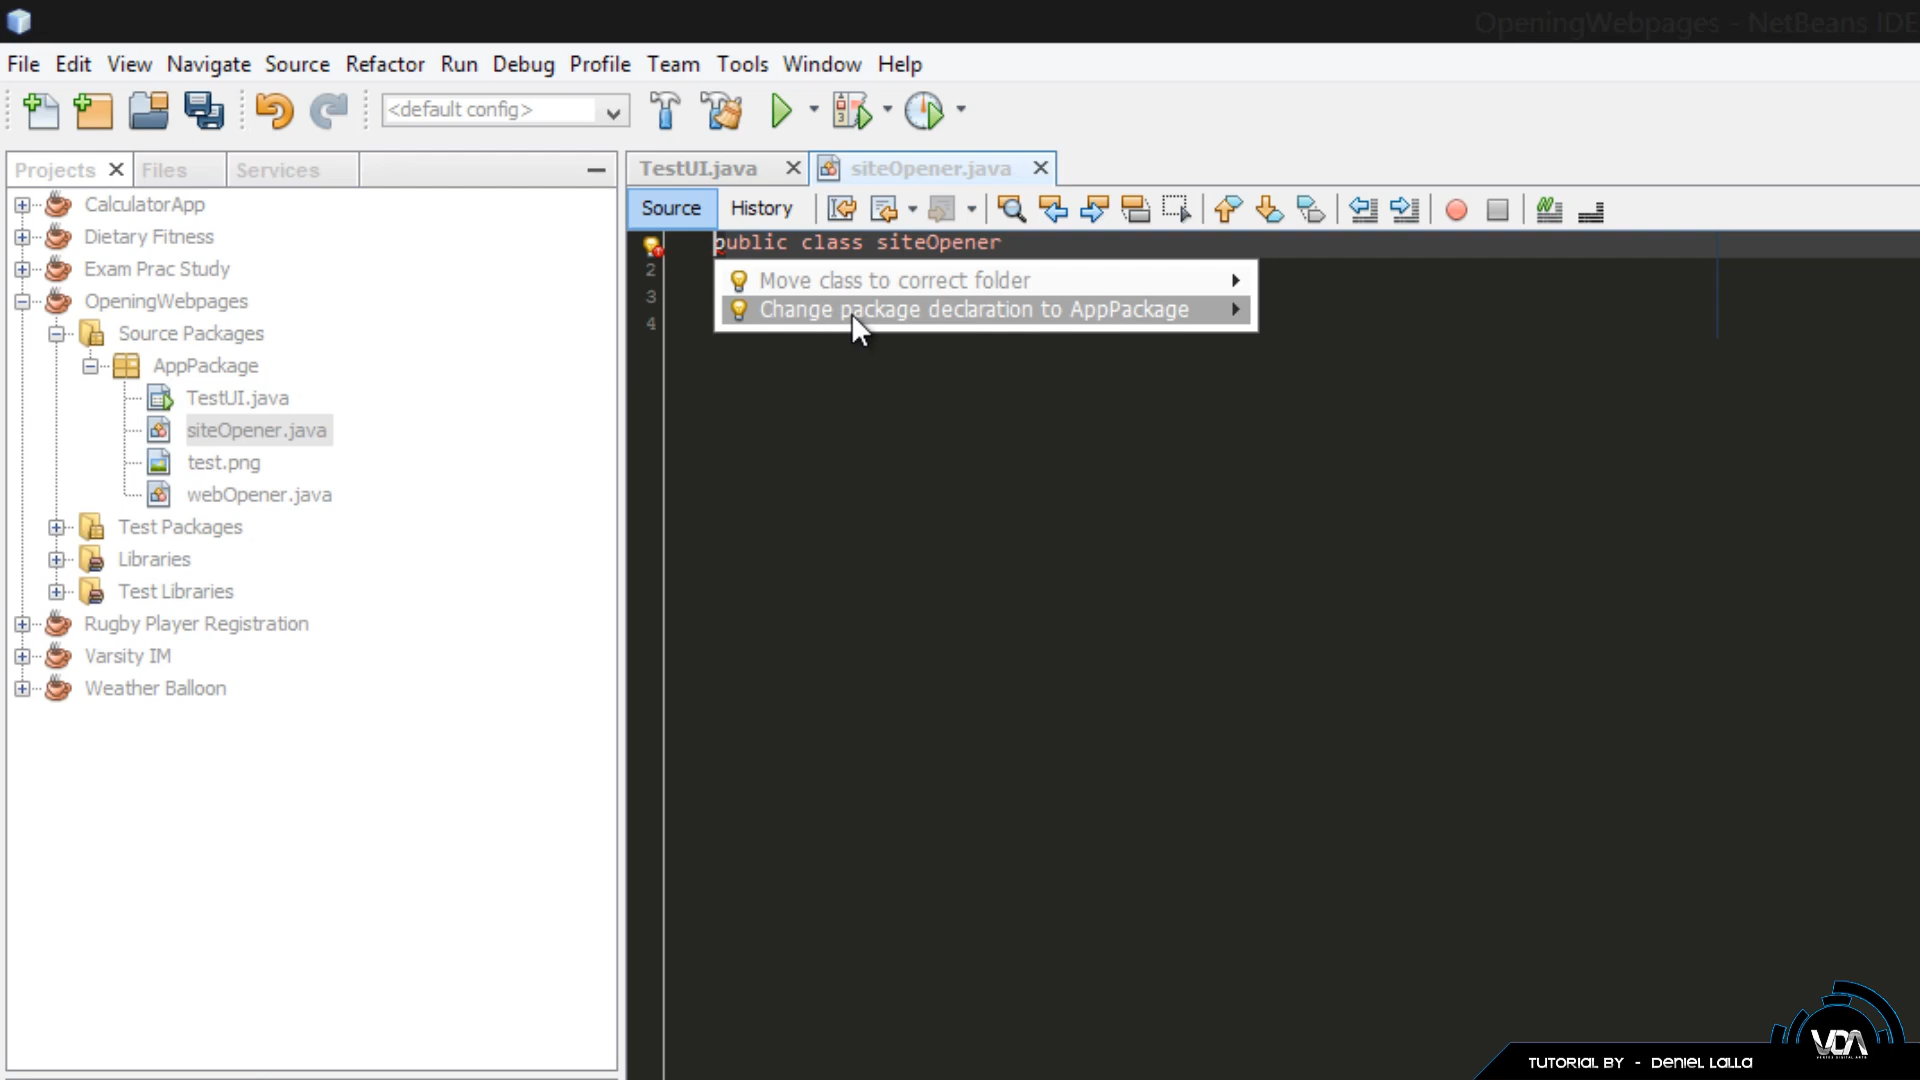 OpeningWebpages - NetBeans IDE
File Edit View Navigate Source Refactor Run Debug Profile Team Tools Window Help
<default config>
Projects Files Services
TestUI.java siteOpener.java
Source History
CalculatorApp
Dietary Fitness
Exam Prac Study
OpeningWebpages
Source Packages
AppPackage
TestUI.java
siteOpener.java
test.png
webOpener.java
Test Packages
Libraries
Test Libraries
Rugby Player Registration
Varsity IM
Weather Balloon
public class siteOpener
2
3
4
Move class to correct folder
Change package declaration to AppPackage
VDA
TUTORIAL BY - DENIEL LALLA